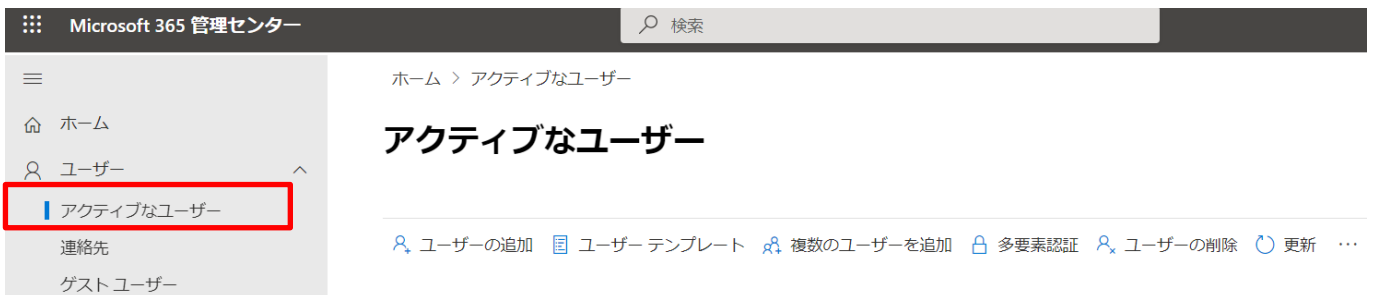 Microsoft 365 管理センター
検索
ホーム > アクティブなユーザー
ホーム
アクティブなユーザー
ユーザー
アクティブなユーザー
連絡先
ゲスト ユーザー
ユーザーの追加 ユーザー テンプレート 複数のユーザーを追加 多要素認証 ユーザーの削除 更新 …